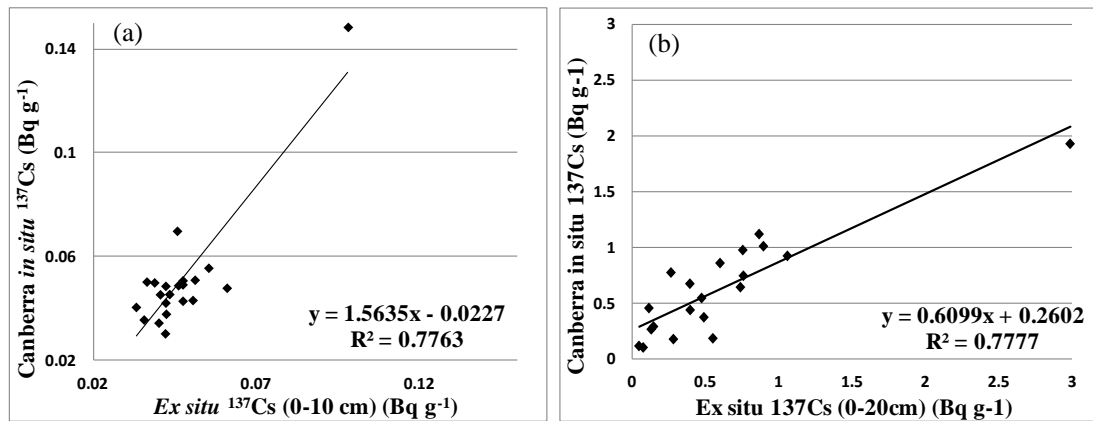 (a)
Canberra in situ ¹³⁷Cs (Bq g⁻¹)
0.14
0.1
0.06
0.02
y = 1.5635x - 0.0227
R² = 0.7763
0.02 0.07 0.12
Ex situ ¹³⁷Cs (0-10 cm) (Bq g⁻¹)
(b)
Canberra in situ 137Cs (Bq g-1)
3
2.5
2
1.5
1
0.5
0
y = 0.6099x + 0.2602
R² = 0.7777
0 0.5 1 1.5 2 2.5 3
Ex situ 137Cs (0-20cm) (Bq g-1)